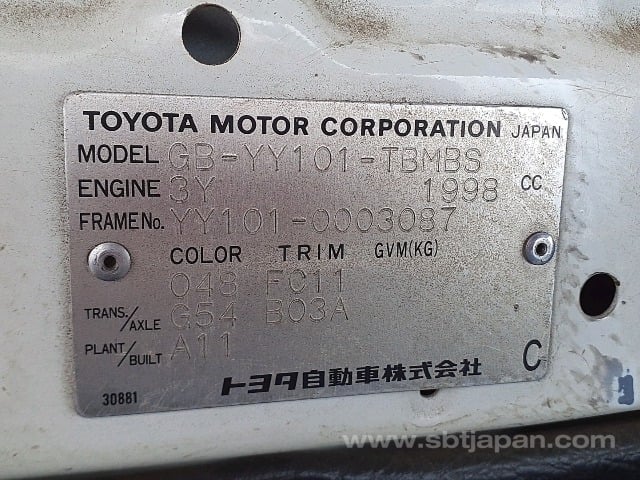 TOYOTA MOTOR CORPORATION JAPAN
MODEL GB-YY101-TBMBS
ENGINE 3Y 1998 CC
FRAME No. YY101-0003087
COLOR TRIM GVM(KG)
048 FC11
TRANS./AXLE G54 B03A
PLANT/BUILT A11
トヨタ自動車株式会社
C
30881
www.sbtjapan.com